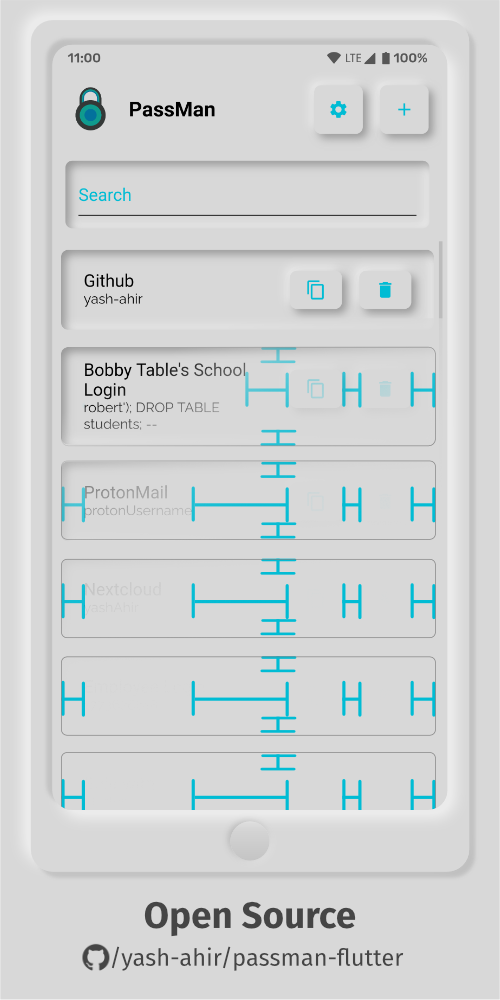 11:00 LTE 100%
PassMan
Search
Github
yash-ahir
Bobby Table's School
Login
robert'); DROP TABLE
students; --
ProtonMail
protonUsername
Nextcloud
yashAhir
Open Source
/yash-ahir/passman-flutter